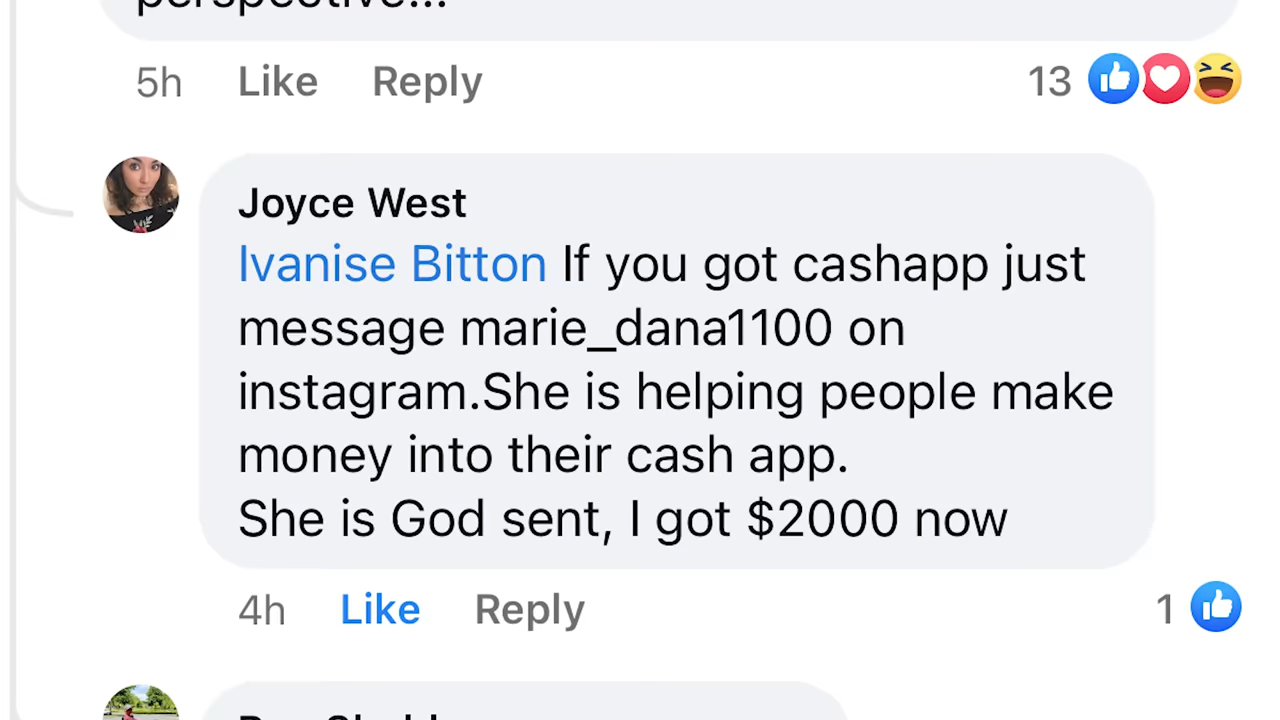 perspective...
5h Like Reply 13
Joyce West
Ivanise Bitton If you got cashapp just
message marie_dana1100 on
instagram.She is helping people make
money into their cash app.
She is God sent, I got $2000 now
4h Like Reply 1